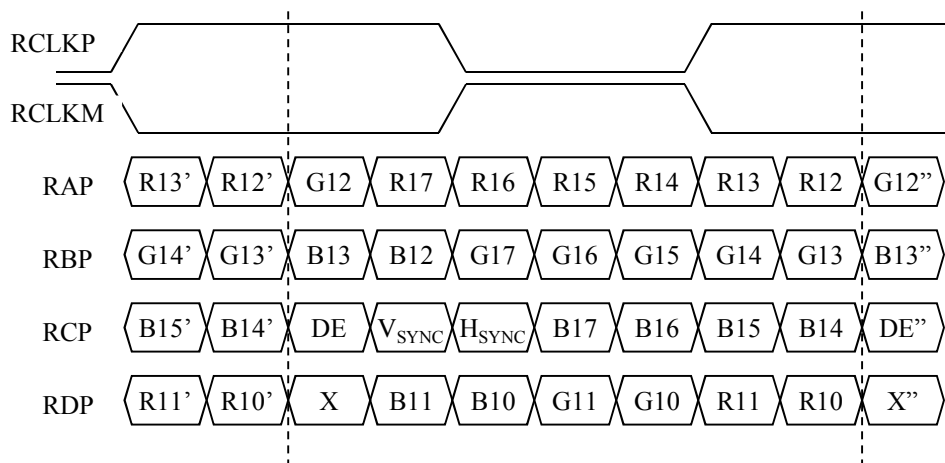 RCLKP
RCLKM
RAP R13’ R12’ G12 R17 R16 R15 R14 R13 R12 G12”
RBP G14’ G13’ B13 B12 G17 G16 G15 G14 G13 B13”
RCP B15’ B14’ DE VSYNC HSYNC B17 B16 B15 B14 DE”
RDP R11’ R10’ X B11 B10 G11 G10 R11 R10 X”